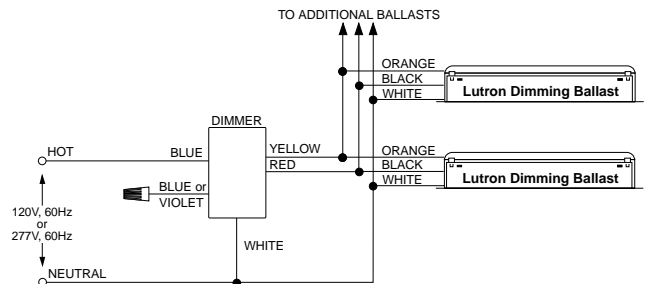 TO ADDITIONAL BALLASTS
ORANGE
BLACK
WHITE
Lutron Dimming Ballast
DIMMER
HOT
BLUE
YELLOW
RED
ORANGE
BLACK
WHITE
Lutron Dimming Ballast
BLUE or
VIOLET
120V, 60Hz
or
277V, 60Hz
WHITE
NEUTRAL